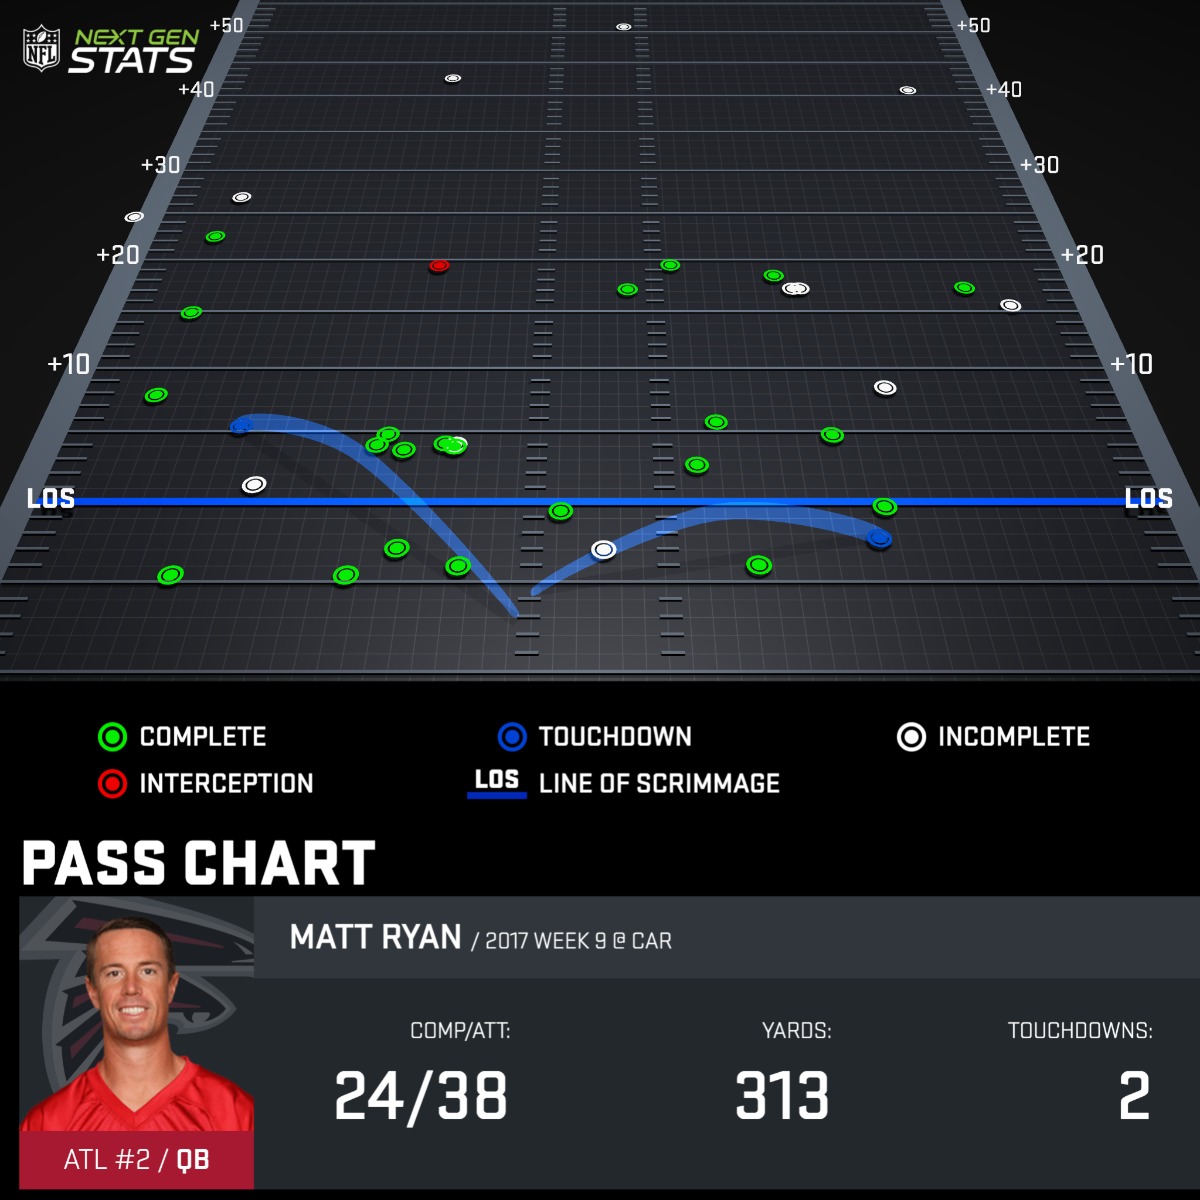 NFL NEXT GEN STATS
+50 +50
+40 +40
+30 +30
+20 +20
+10 +10
LOS LOS
COMPLETE TOUCHDOWN INCOMPLETE
INTERCEPTION LOS LINE OF SCRIMMAGE
PASS CHART
MATT RYAN / 2017 WEEK 9 @ CAR
COMP/ATT: YARDS: TOUCHDOWNS:
24/38 313 2
ATL #2 / QB